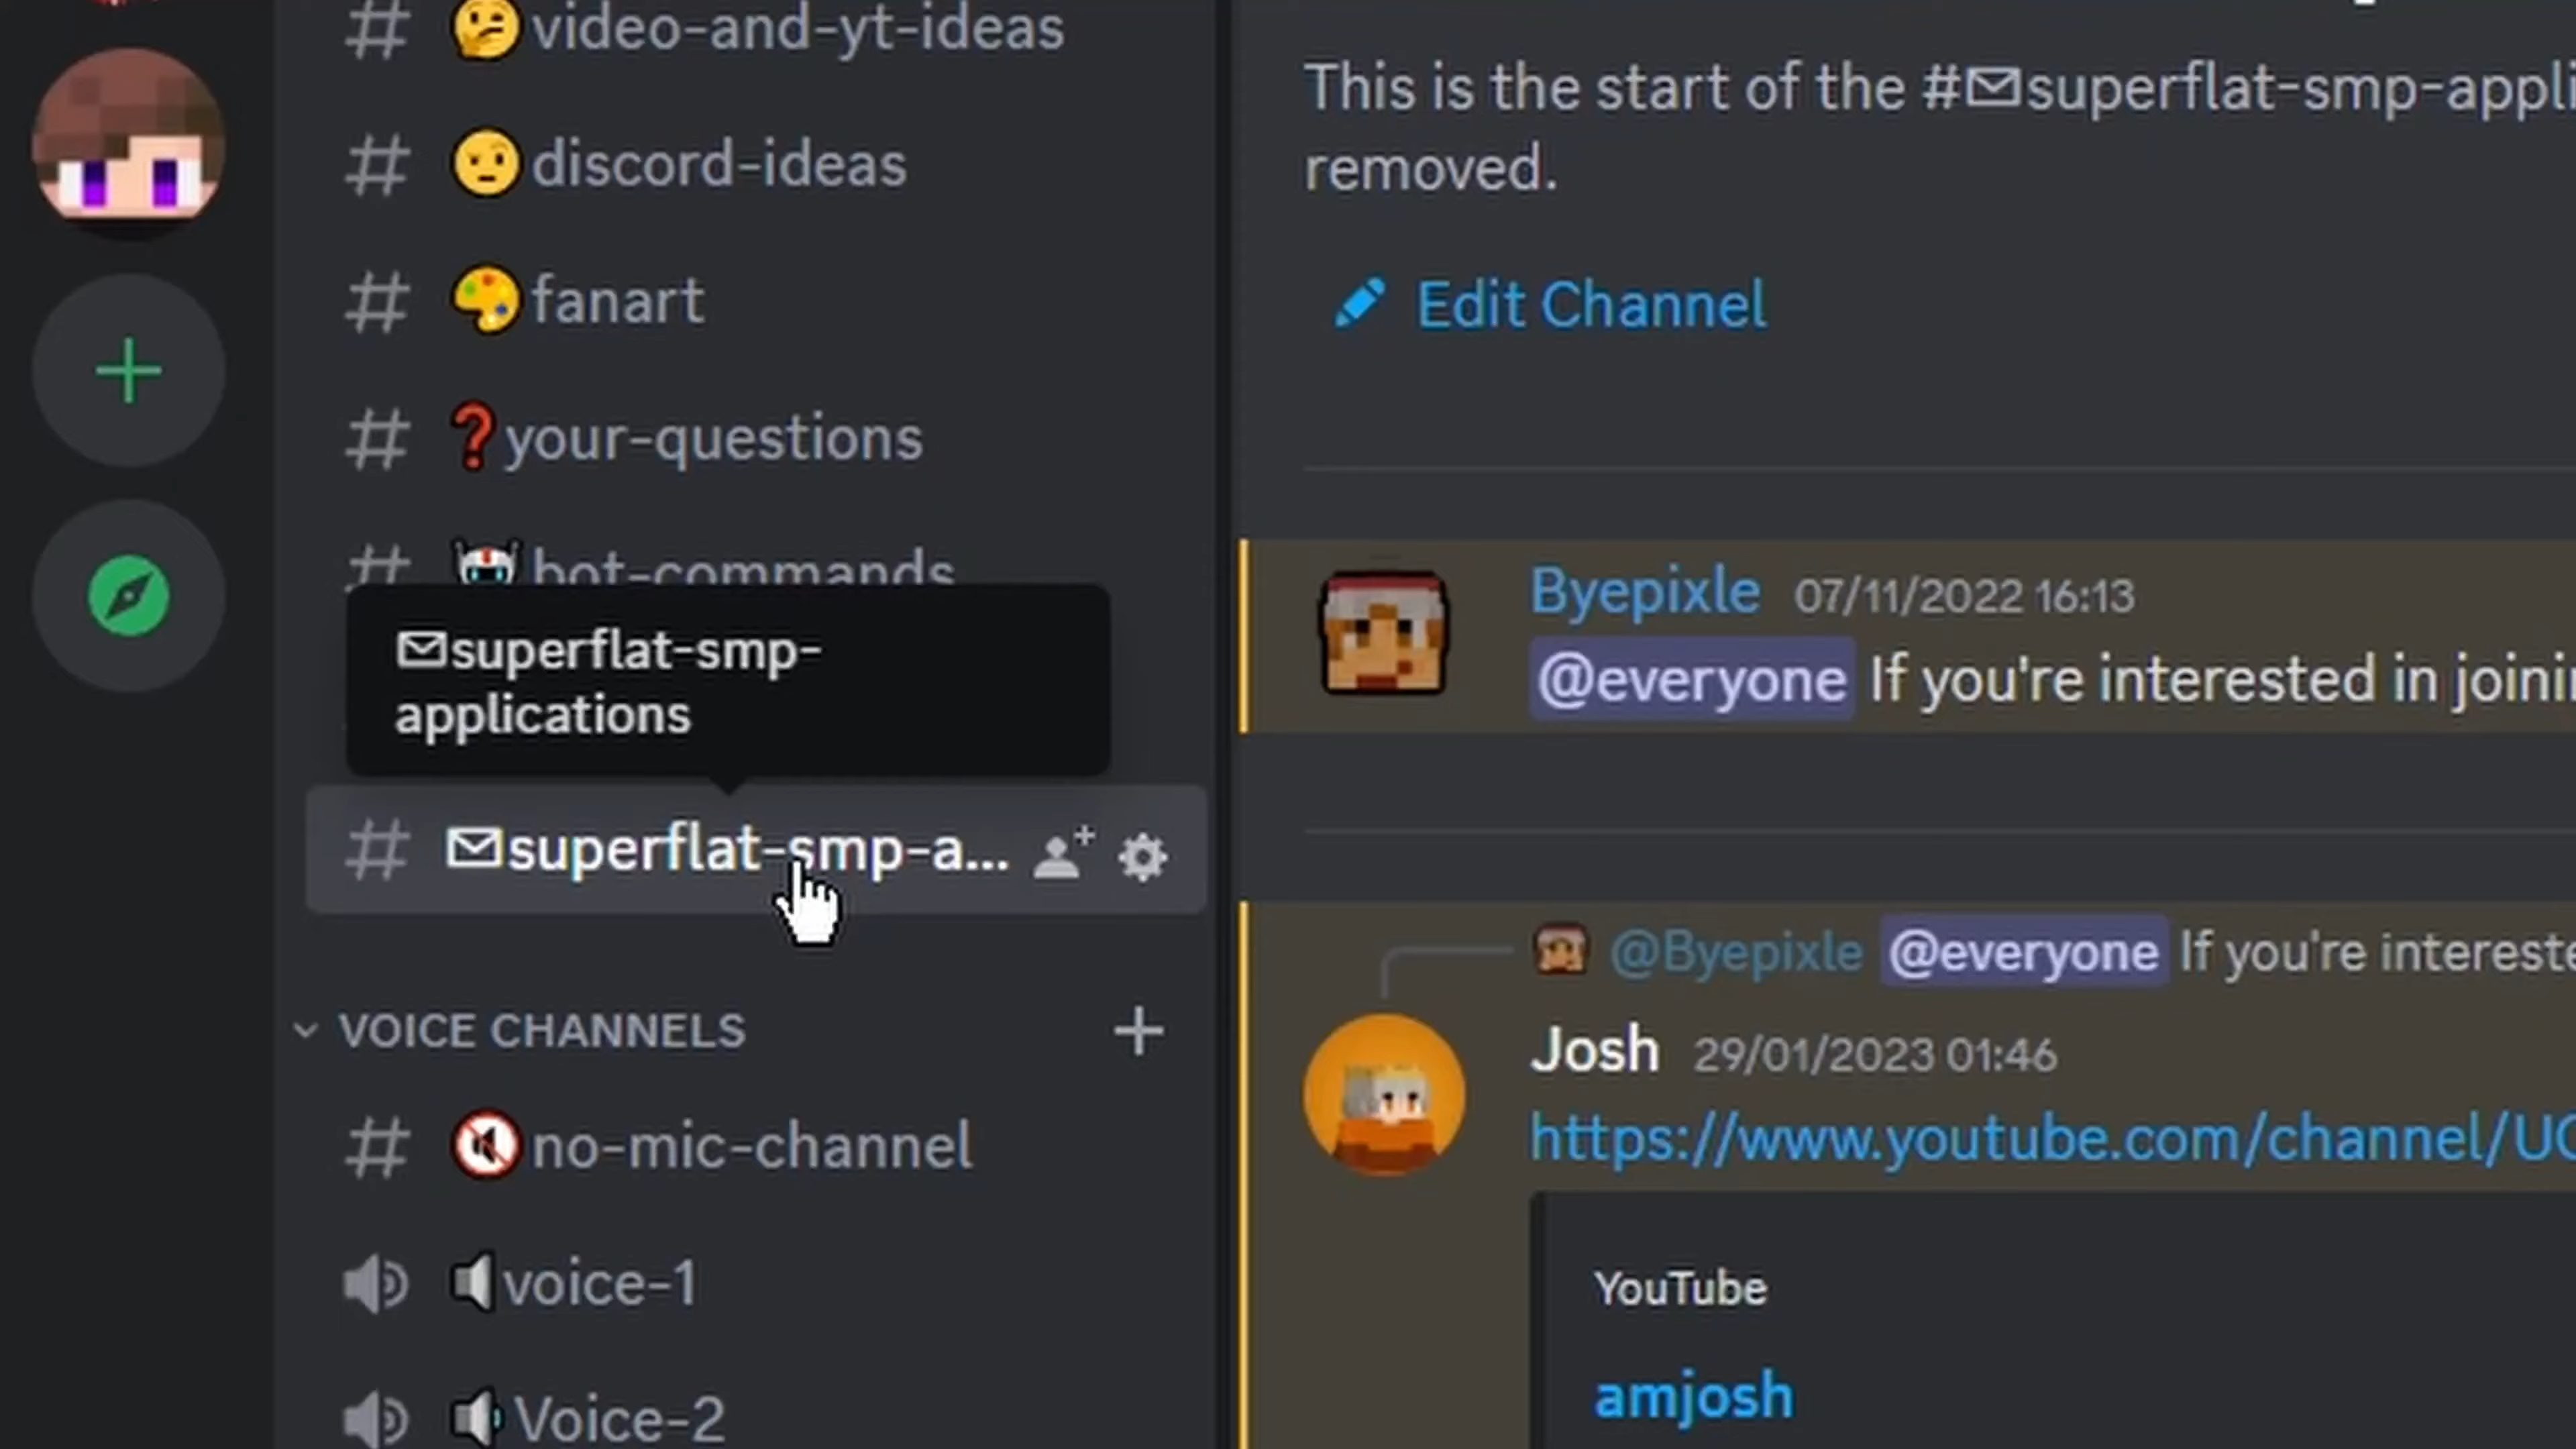 video-and-yt-ideas
discord-ideas
fanart
your-questions
bot-commands
superflat-smp-
applications
superflat-smp-a...
VOICE CHANNELS
no-mic-channel
voice-1
Voice-2
This is the start of the #✉superflat-smp-appli
removed.
Edit Channel
Byepixle 07/11/2022 16:13
@everyone If you're interested in joini
@Byepixle @everyone If you're intereste
Josh 29/01/2023 01:46
https://www.youtube.com/channel/UC
YouTube
amjosh